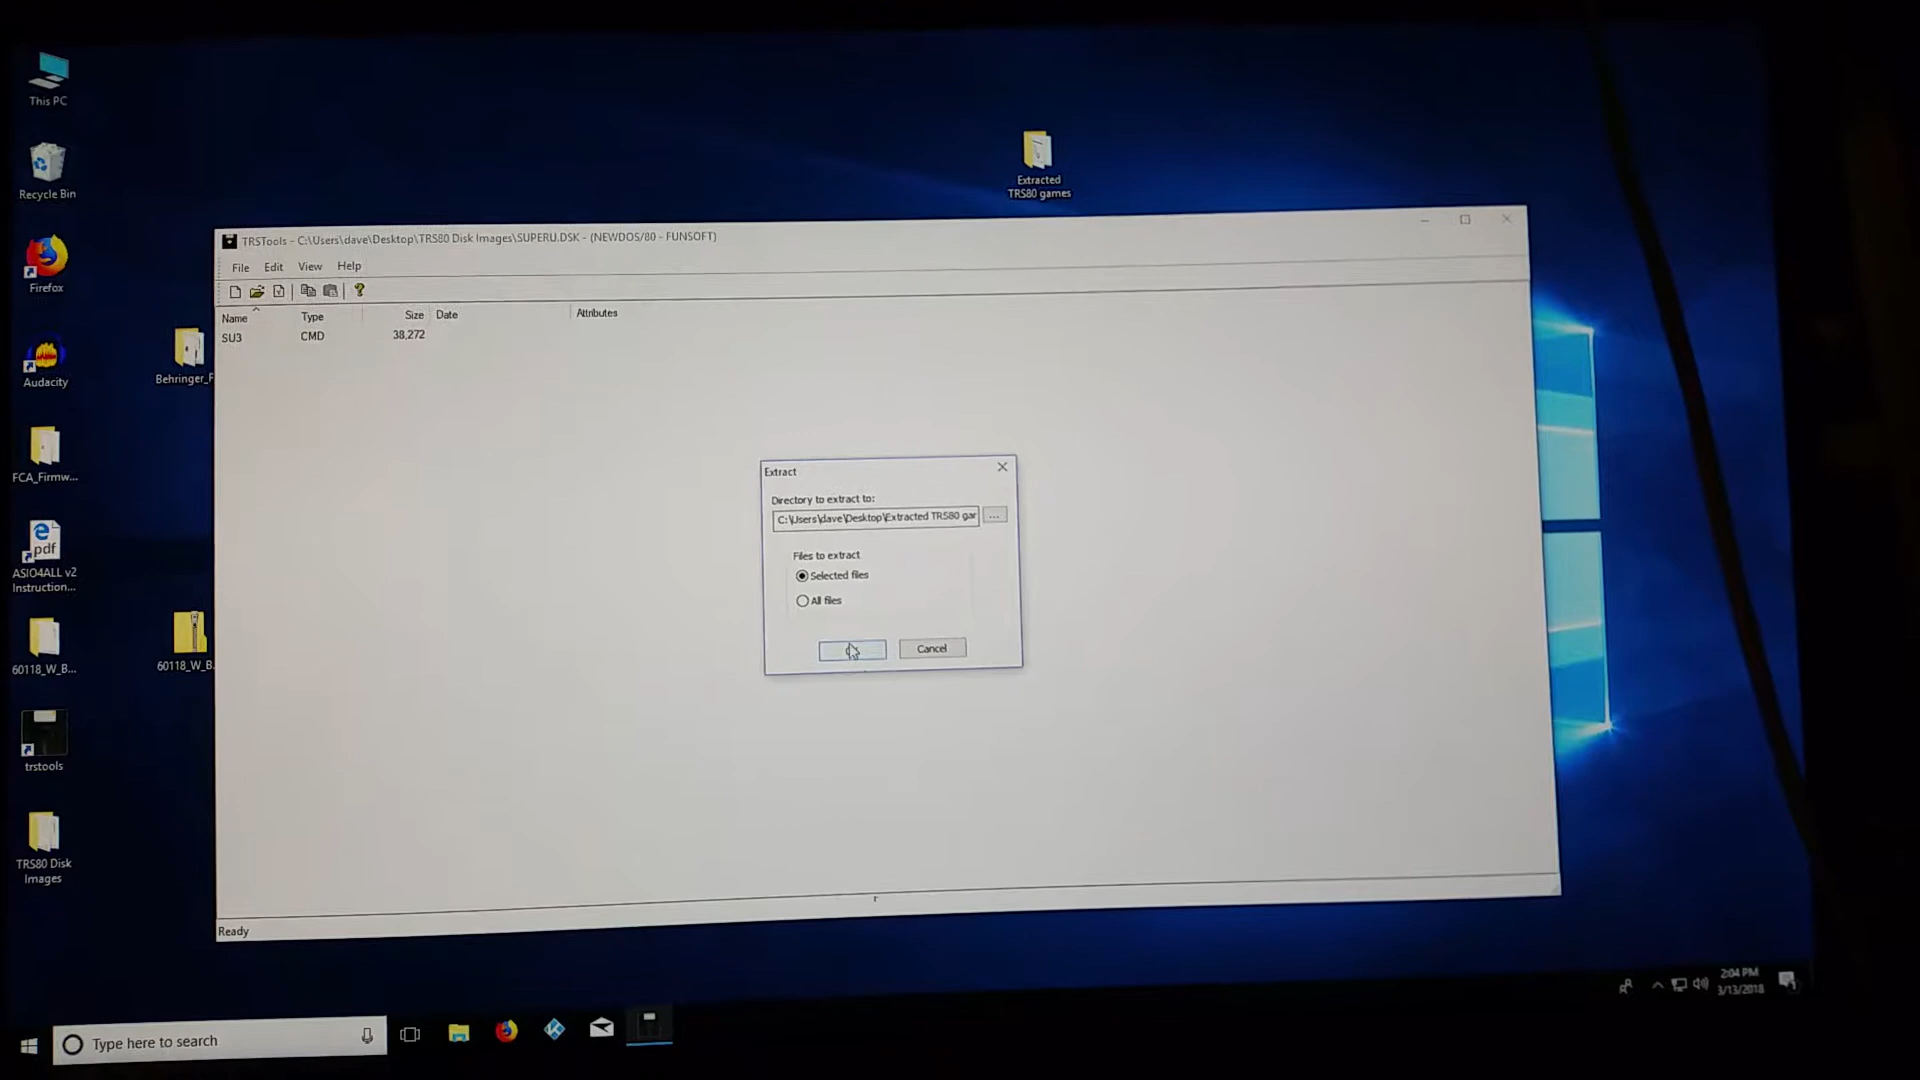 This PC
Recycle Bin
Firefox
Audacity
FCA_Firmw...
pdf
ASIO4ALL v2
Instruction...
60118_W_B...
trstools
TRS80 Disk
Images
Behringer_F
60118_W_B
Extracted
TRS80 games
TRSTools - C:\Users\dave\Desktop\TRS80 Disk Images\SUPERU.DSK - (NEWDOS/80 - FUNSOFT)
File Edit View Help
Name Type Size Date Attributes
SU3 CMD 38,272
Extract
Directory to extract to:
C:\Users\dave\Desktop\Extracted TRS80 gar
...
Files to extract
Selected files
All files
Cancel
Ready
Type here to search
2:04 PM
3/13/2018